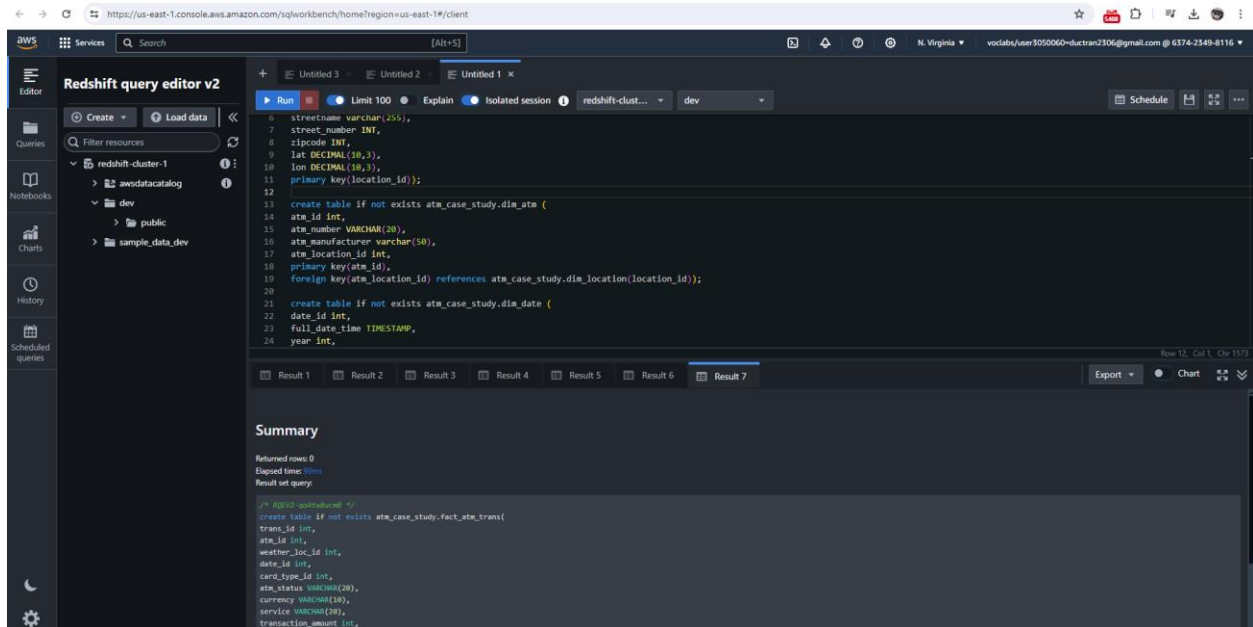 https://us-east-1.console.aws.amazon.com/sqlworkbench/home?region=us-east-1#/client
aws
Services
Search
[Alt+S]
N. Virginia
voclabs/user3050060=ductran2306@gmail.com @ 6374-2349-8116
Editor
Queries
Notebooks
Charts
History
Scheduled
queries
Redshift query editor v2
Create
Load data
Filter resources
redshift-cluster-1
awsdatacatalog
dev
public
sample_data_dev
Untitled 3
Untitled 2
Untitled 1
Run
Limit 100
Explain
Isolated session
redshift-clust...
dev
Schedule
6 streetname varchar(255),
7 street_number INT,
8 zipcode INT,
9 lat DECIMAL(10,3),
10 lon DECIMAL(10,3),
11 primary key(location_id));
12
13 create table if not exists atm_case_study.dim_atm (
14 atm_id int,
15 atm_number VARCHAR(20),
16 atm_manufacturer varchar(50),
17 atm_location_id int,
18 primary key(atm_id),
19 foreign key(atm_location_id) references atm_case_study.dim_location(location_id));
20
21 create table if not exists atm_case_study.dim_date (
22 date_id int,
23 full_date_time TIMESTAMP,
24 year int,
Row 12, Col 1, Chr 1573
Result 1
Result 2
Result 3
Result 4
Result 5
Result 6
Result 7
Export
Chart
Summary
Returned rows: 0
Elapsed time: 99ms
Result set query:
create table if not exists atm_case_study.fact_atm_trans(
trans_id int,
atm_id int,
weather_loc_id int,
date_id int,
card_type_id int,
atm_status VARCHAR(20),
currency VARCHAR(10),
service VARCHAR(20),
transaction_amount int,